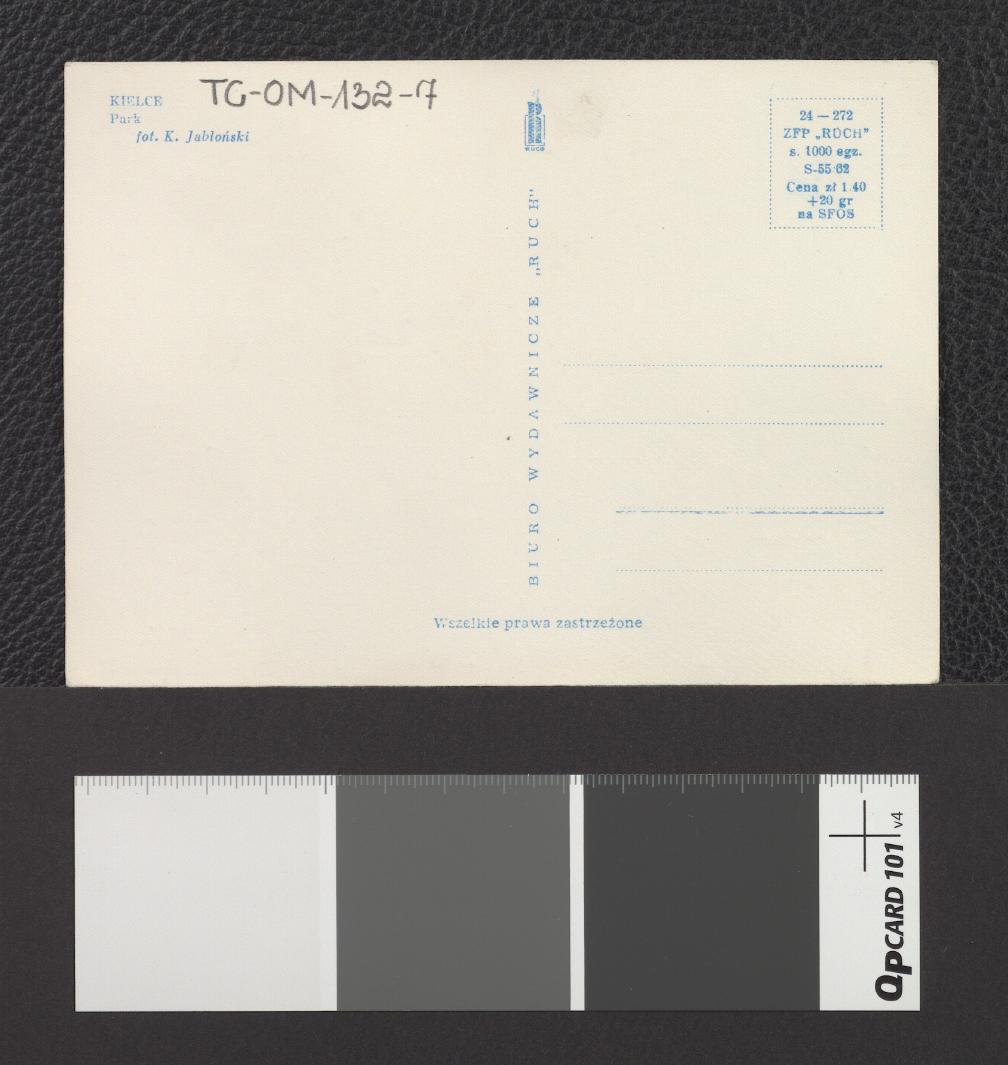 TG-OM-132-7
KIELCE
Park
fot. K. Jabłoński
RUCH
24 — 272
ZFP „RUCH”
s. 1000 egz.
S-55 62
Cena zł 1.40
+20 gr
na SFOS
BIURO WYDAWNICZE „RUCH”
Wszelkie prawa zastrzeżone
QPCARD 101 v4